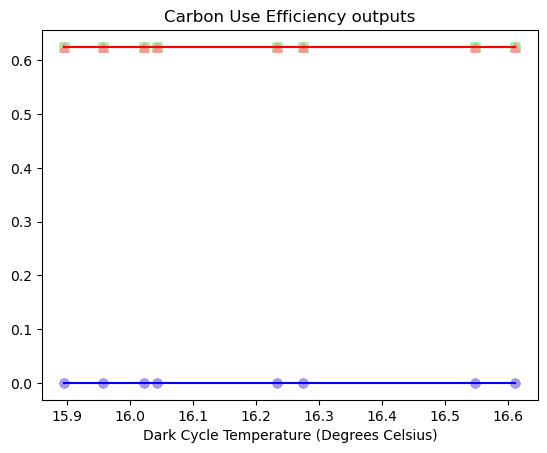 Carbon Use Efficiency outputs
0.6
0.5
0.4
0.3
0.2
0.1
0.0
15.9 16.0 16.1 16.2 16.3 16.4 16.5 16.6
Dark Cycle Temperature (Degrees Celsius)